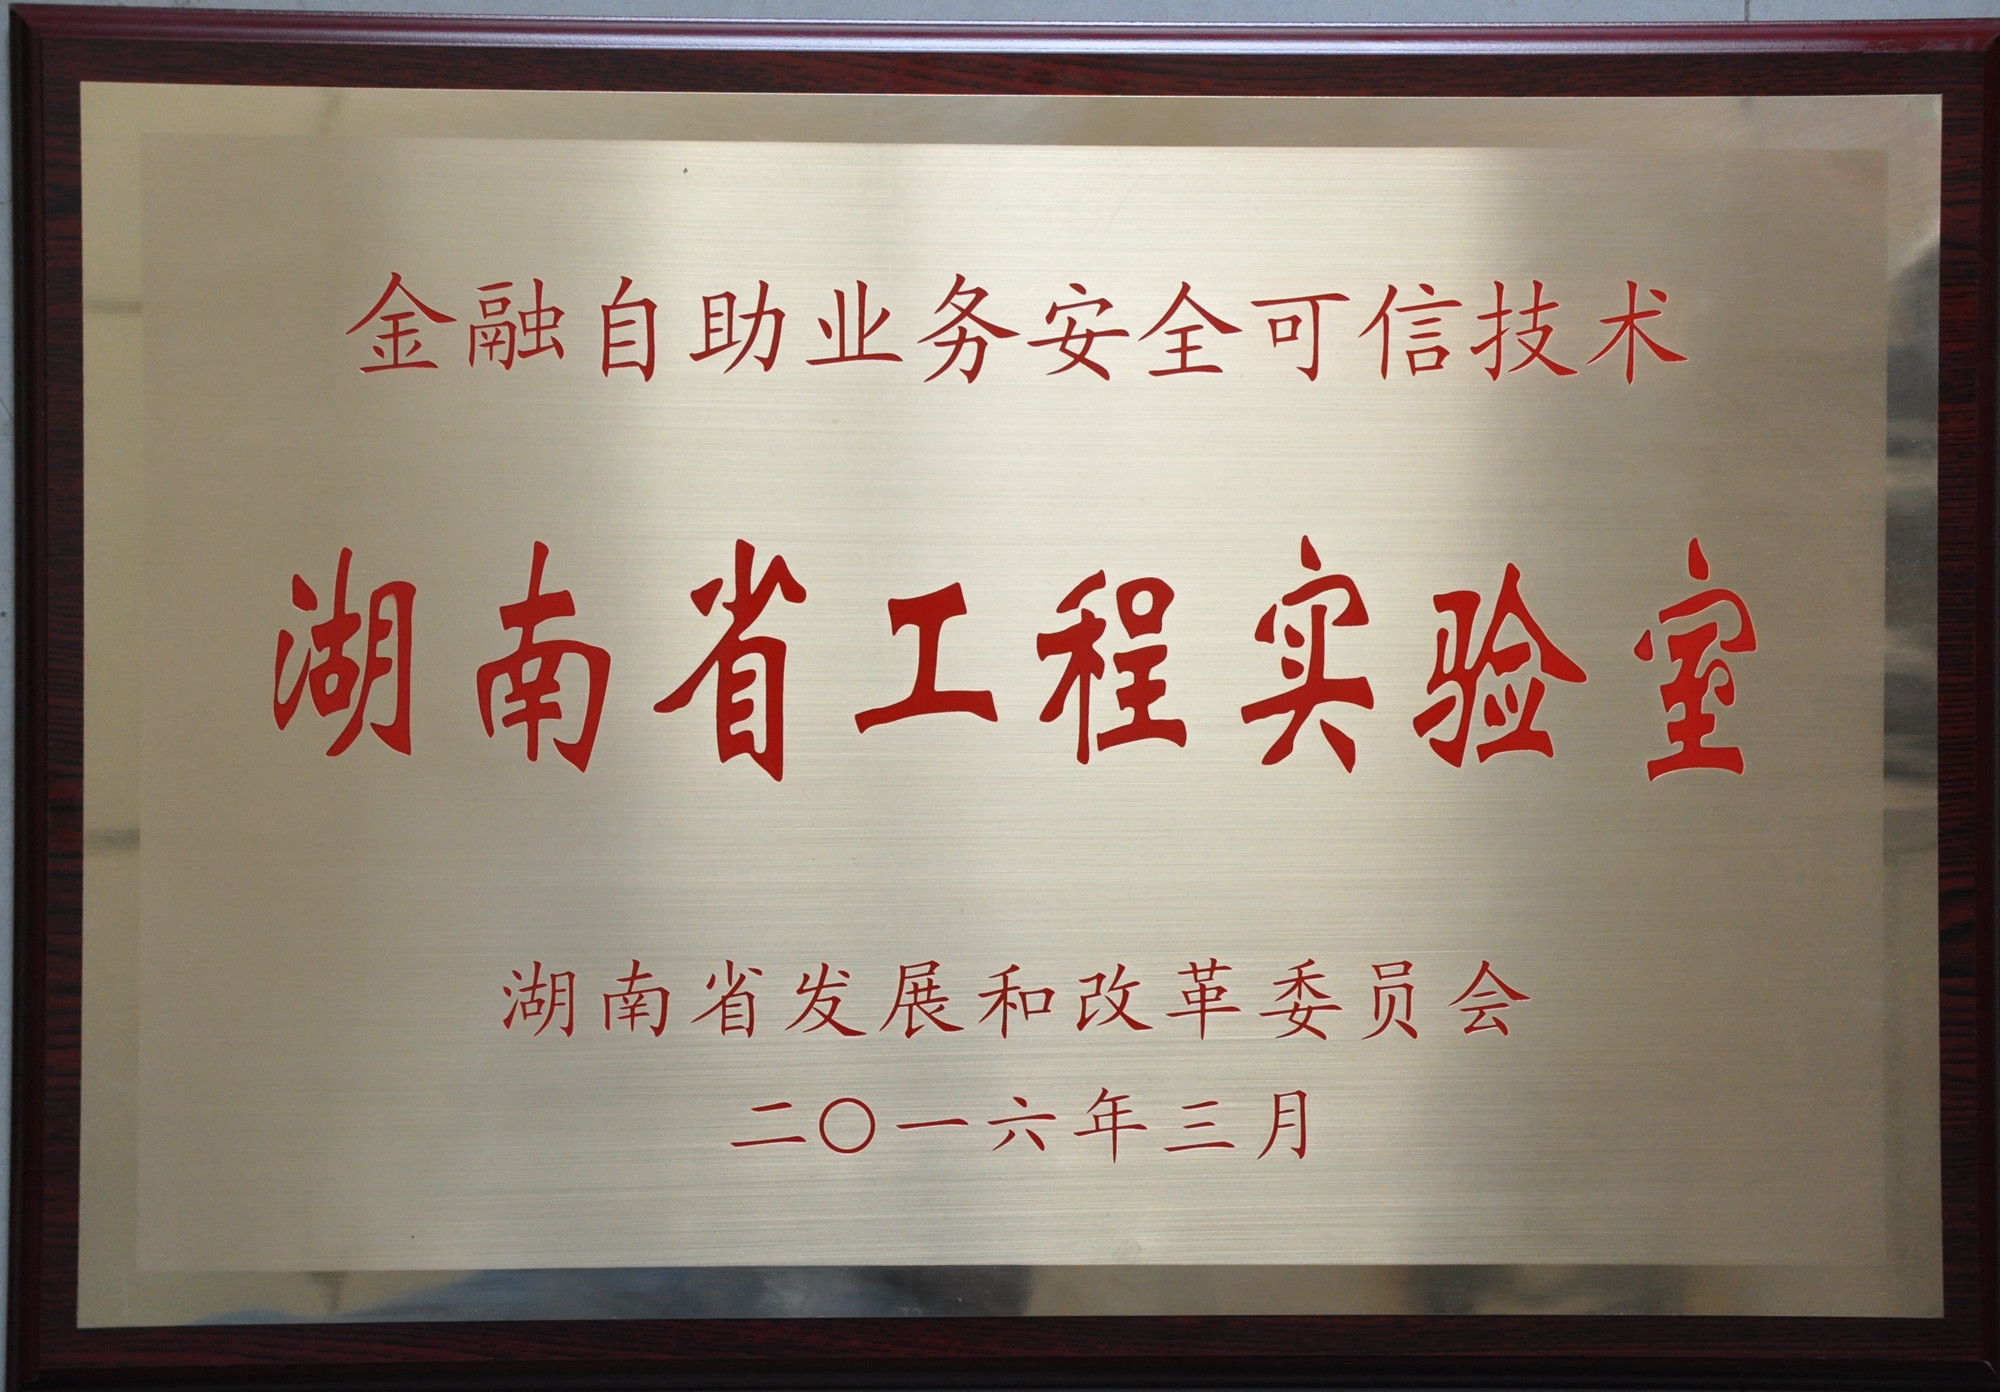 金融自助业务安全可信技术
湖南省工程实验室
湖南省发展和改革委员会
二〇一六年三月